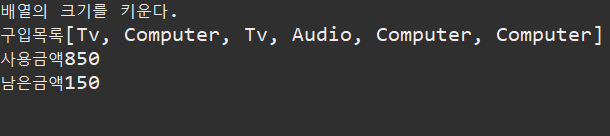 배열의 크기를 키운다.
구입목록[Tv, Computer, Tv, Audio, Computer, Computer]
사용금액850
남은금액150